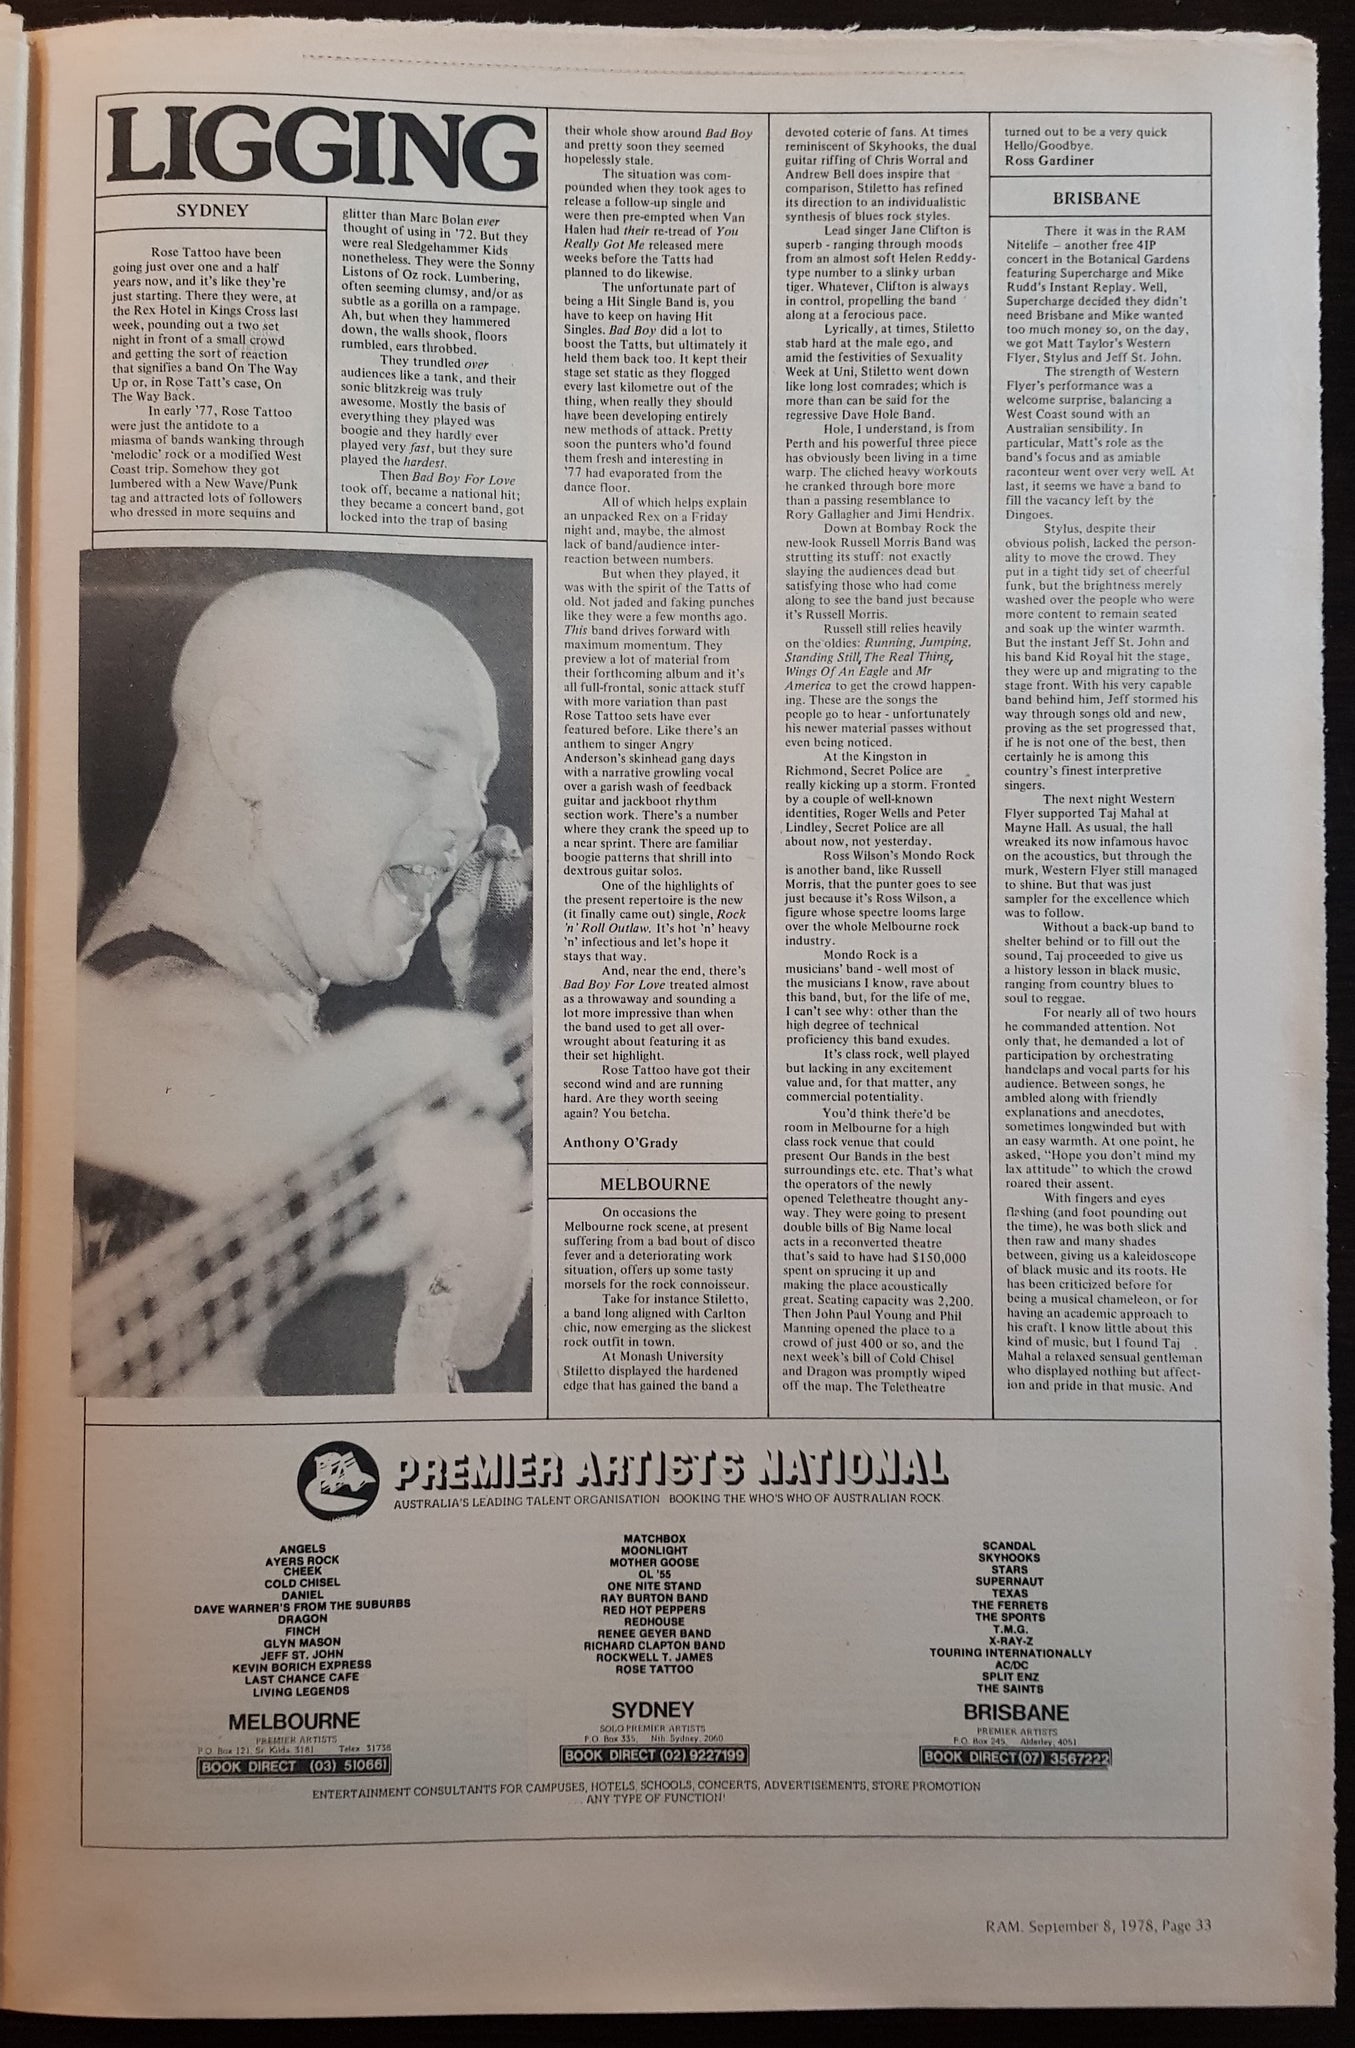 LIGGING
SYDNEY
Rose Tattoo have been
going just over one and a half
years now, and it's like they're
just starting. There they were, at
the Rex Hotel in Kings Cross last
week, pounding out a two set
night in front of a small crowd
and getting the sort of reaction
that signifies a band On The Way
Up or, in Rose Tatt's case, On
The Way Back.
In early '77, Rose Tattoo
were just the antidote to a
miasma of bands wanking through
'melodic' rock or a modified West
Coast trip. Somehow they got
lumbered with a New Wave/Punk
tag and attracted lots of followers
who dressed in more sequins and
glitter than Marc Bolan ever
thought of using in '72. But they
were real Sledgehammer Kids
nonetheless. They were the Sonny
Listons of Oz rock. Lumbering,
often seeming clumsy, and/or as
subtle as a gorilla on a rampage.
Ah, but when they hammered
down, the walls shook, floors
rumbled, ears throbbed.
They trundled over
audiences like a tank, and their
sonic blitzkreig was truly
awesome. Mostly the basis of
everything they played was
boogie and they hardly ever
played very fast, but they sure
played the hardest.
Then Bad Boy For Love
took off, became a national hit;
they became a concert band, got
locked into the trap of basing
their whole show around Bad Boy
and pretty soon they seemed
hopelessly stale.
The situation was com-
pounded when they took ages to
release a follow-up single and
were then pre-empted when Van
Halen had their re-tread of You
Really Got Me released mere
weeks before the Tatts had
planned to do likewise.
The unfortunate part of
being a Hit Single Band is, you
have to keep on having Hit
Singles. Bad Boy did a lot to
boost the Tatts, but ultimately it
held them back too. It kept their
stage set static as they flogged
every last kilometre out of the
thing, when really they should
have been developing entirely
new methods of attack. Pretty
soon the punters who'd found
them fresh and interesting in
'77 had evaporated from the
dance floor.
All of which helps explain
an unpacked Rex on a Friday
night and, maybe, the almost
lack of band/audience inter-
reaction between numbers.
But when they played, it
was with the spirit of the Tatts of
old. Not jaded and faking punches
like they were a few months ago.
This band drives forward with
maximum momentum. They
preview a lot of material from
their forthcoming album and it's
all full-frontal, sonic attack stuff
with more variation than past
Rose Tattoo sets have ever
featured before. Like there's an
anthem to singer Angry
Anderson's skinhead gang days
with a narrative growling vocal
over a garish wash of feedback
guitar and jackboot rhythm
section work. There's a number
where they crank the speed up to
a near sprint. There are familiar
boogie patterns that shrill into
dextrous guitar solos.
One of the highlights of
the present repertoire is the new
(it finally came out) single, Rock
'n' Roll Outlaw. It's hot 'n' heavy
'n' infectious and let's hope it
stays that way.
And, near the end, there's
Bad Boy For Love treated almost
as a throwaway and sounding a
lot more impressive than when
the band used to get all over-
wrought about featuring it as
their set highlight.
Rose Tattoo have got their
second wind and are running
hard. Are they worth seeing
again? You betcha.
Anthony O'Grady
MELBOURNE
On occasions the
Melbourne rock scene, at present
suffering from a bad bout of disco
fever and a deteriorating work
situation, offers up some tasty
morsels for the rock connoisseur.
Take for instance Stiletto,
a band long aligned with Carlton
chic, now emerging as the slickest
rock outfit in town.
At Monash University
Stiletto displayed the hardened
edge that has gained the band a
devoted coterie of fans. At times
reminiscent of Skyhooks, the dual
guitar riffing of Chris Worral and
Andrew Bell does inspire that
comparison, Stiletto has refined
its direction to an individualistic
synthesis of blues rock styles.
Lead singer Jane Clifton is
superb - ranging through moods
from an almost soft Helen Reddy-
type number to a slinky urban
tiger. Whatever, Clifton is always
in control, propelling the band
along at a ferocious pace.
Lyrically, at times, Stiletto
stab hard at the male ego, and
amid the festivities of Sexuality
Week at Uni, Stiletto went down
like long lost comrades; which is
more than can be said for the
regressive Dave Hole Band.
Hole, I understand, is from
Perth and his powerful three piece
has obviously been living in a time
warp. The cliched heavy workouts
he cranked through bore more
than a passing resemblance to
Rory Gallagher and Jimi Hendrix.
Down at Bombay Rock the
new-look Russell Morris Band was
strutting its stuff: not exactly
slaying the audiences dead but
satisfying those who had come
along to see the band just because
it's Russell Morris.
Russell still relies heavily
on the oldies: Running, Jumping,
Standing Still, The Real Thing,
Wings Of An Eagle and Mr
America to get the crowd happen-
ing. These are the songs the
people go to hear - unfortunately
his newer material passes without
even being noticed.
At the Kingston in
Richmond, Secret Police are
really kicking up a storm. Fronted
by a couple of well-known
identities, Roger Wells and Peter
Lindley, Secret Police are all
about now, not yesterday.
Ross Wilson's Mondo Rock
is another band, like Russell
Morris, that the punter goes to see
just because it's Ross Wilson, a
figure whose spectre looms large
over the whole Melbourne rock
industry.
Mondo Rock is a
musicians' band - well most of
the musicians I know, rave about
this band, but, for the life of me,
I can't see why: other than the
high degree of technical
proficiency this band exudes.
It's class rock, well played
but lacking in any excitement
value and, for that matter, any
commercial potentiality.
You'd think there'd be
room in Melbourne for a high
class rock venue that could
present Our Bands in the best
surroundings etc. etc. That's what
the operators of the newly
opened Teletheatre thought any-
way. They were going to present
double bills of Big Name local
acts in a reconverted theatre
that's said to have had $150,000
spent on sprucing it up and
making the place acoustically
great. Seating capacity was 2,200.
Then John Paul Young and Phil
Manning opened the place to a
crowd of just 400 or so, and the
next week's bill of Cold Chisel
and Dragon was promptly wiped
off the map. The Teletheatre
turned out to be a very quick
Hello/Goodbye.
Ross Gardiner
BRISBANE
There it was in the RAM
Nitelife – another free 4IP
concert in the Botanical Gardens
featuring Supercharge and Mike
Rudd's Instant Replay. Well,
Supercharge decided they didn't
need Brisbane and Mike wanted
too much money so, on the day,
we got Matt Taylor's Western
Flyer, Stylus and Jeff St. John.
The strength of Western
Flyer's performance was a
welcome surprise, balancing a
West Coast sound with an
Australian sensibility. In
particular, Matt's role as the
band's focus and as amiable
raconteur went over very well. At
last, it seems we have a band to
fill the vacancy left by the
Dingoes.
Stylus, despite their
obvious polish, lacked the person-
ality to move the crowd. They
put in a tight tidy set of cheerful
funk, but the brightness merely
washed over the people who were
more content to remain seated
and soak up the winter warmth.
But the instant Jeff St. John and
his band Kid Royal hit the stage,
they were up and migrating to the
stage front. With his very capable
band behind him, Jeff stormed his
way through songs old and new,
proving as the set progressed that,
if he is not one of the best, then
certainly he is among this
country's finest interpretive
singers.
The next night Western
Flyer supported Taj Mahal at
Mayne Hall. As usual, the hall
wreaked its now infamous havoc
on the acoustics, but through the
murk, Western Flyer still managed
to shine. But that was just
sampler for the excellence which
was to follow.
Without a back-up band to
shelter behind or to fill out the
sound, Taj proceeded to give us
a history lesson in black music,
ranging from country blues to
soul to reggae.
For nearly all of two hours
he commanded attention. Not
only that, he demanded a lot of
participation by orchestrating
handclaps and vocal parts for his
audience. Between songs, he
ambled along with friendly
explanations and anecdotes,
sometimes longwinded but with
an easy warmth. At one point, he
asked, "Hope you don't mind my
lax attitude" to which the crowd
roared their assent.
With fingers and eyes
flashing (and foot pounding out
the time), he was both slick and
then raw and many shades
between, giving us a kaleidoscope
of black music and its roots. He
has been criticized before for
being a musical chameleon, or for
having an academic approach to
his craft. I know little about this
kind of music, but I found Taj
Mahal a relaxed sensual gentleman
who displayed nothing but affect-
ion and pride in that music. And
PREMIER ARTISTS NATIONAL
AUSTRALIA'S LEADING TALENT ORGANISATION BOOKING THE WHO'S WHO OF AUSTRALIAN ROCK
ANGELS
AYERS ROCK
CHEEK
COLD CHISEL
DANIEL
DAVE WARNER'S FROM THE SUBURBS
DRAGON
FINCH
GLYN MASON
JEFF ST. JOHN
KEVIN BORICH EXPRESS
LAST CHANCE CAFE
LIVING LEGENDS
MELBOURNE
PREMIER ARTISTS
P.O. Box 121, St. Kilda 3181 Telex 31738
BOOK DIRECT (03) 510661
MATCHBOX
MOONLIGHT
MOTHER GOOSE
OL '55
ONE NITE STAND
RAY BURTON BAND
RED HOT PEPPERS
REDHOUSE
RENEE GEYER BAND
RICHARD CLAPTON BAND
ROCKWELL T. JAMES
ROSE TATTOO
SYDNEY
SOLO PREMIER ARTISTS
P.O. Box 335, Nth. Sydney, 2060
BOOK DIRECT (02) 9227199
SCANDAL
SKYHOOKS
STARS
SUPERNAUT
TEXAS
THE FERRETS
THE SPORTS
T.M.G.
X-RAY-Z
TOURING INTERNATIONALLY
AC/DC
SPLIT ENZ
THE SAINTS
BRISBANE
PREMIER ARTISTS
P.O. Box 245, Alderley, 4051
BOOK DIRECT (07) 3567222
ENTERTAINMENT CONSULTANTS FOR CAMPUSES, HOTELS, SCHOOLS, CONCERTS, ADVERTISEMENTS, STORE PROMOTION
. . ANY TYPE OF FUNCTION!
RAM. September 8, 1978, Page 33